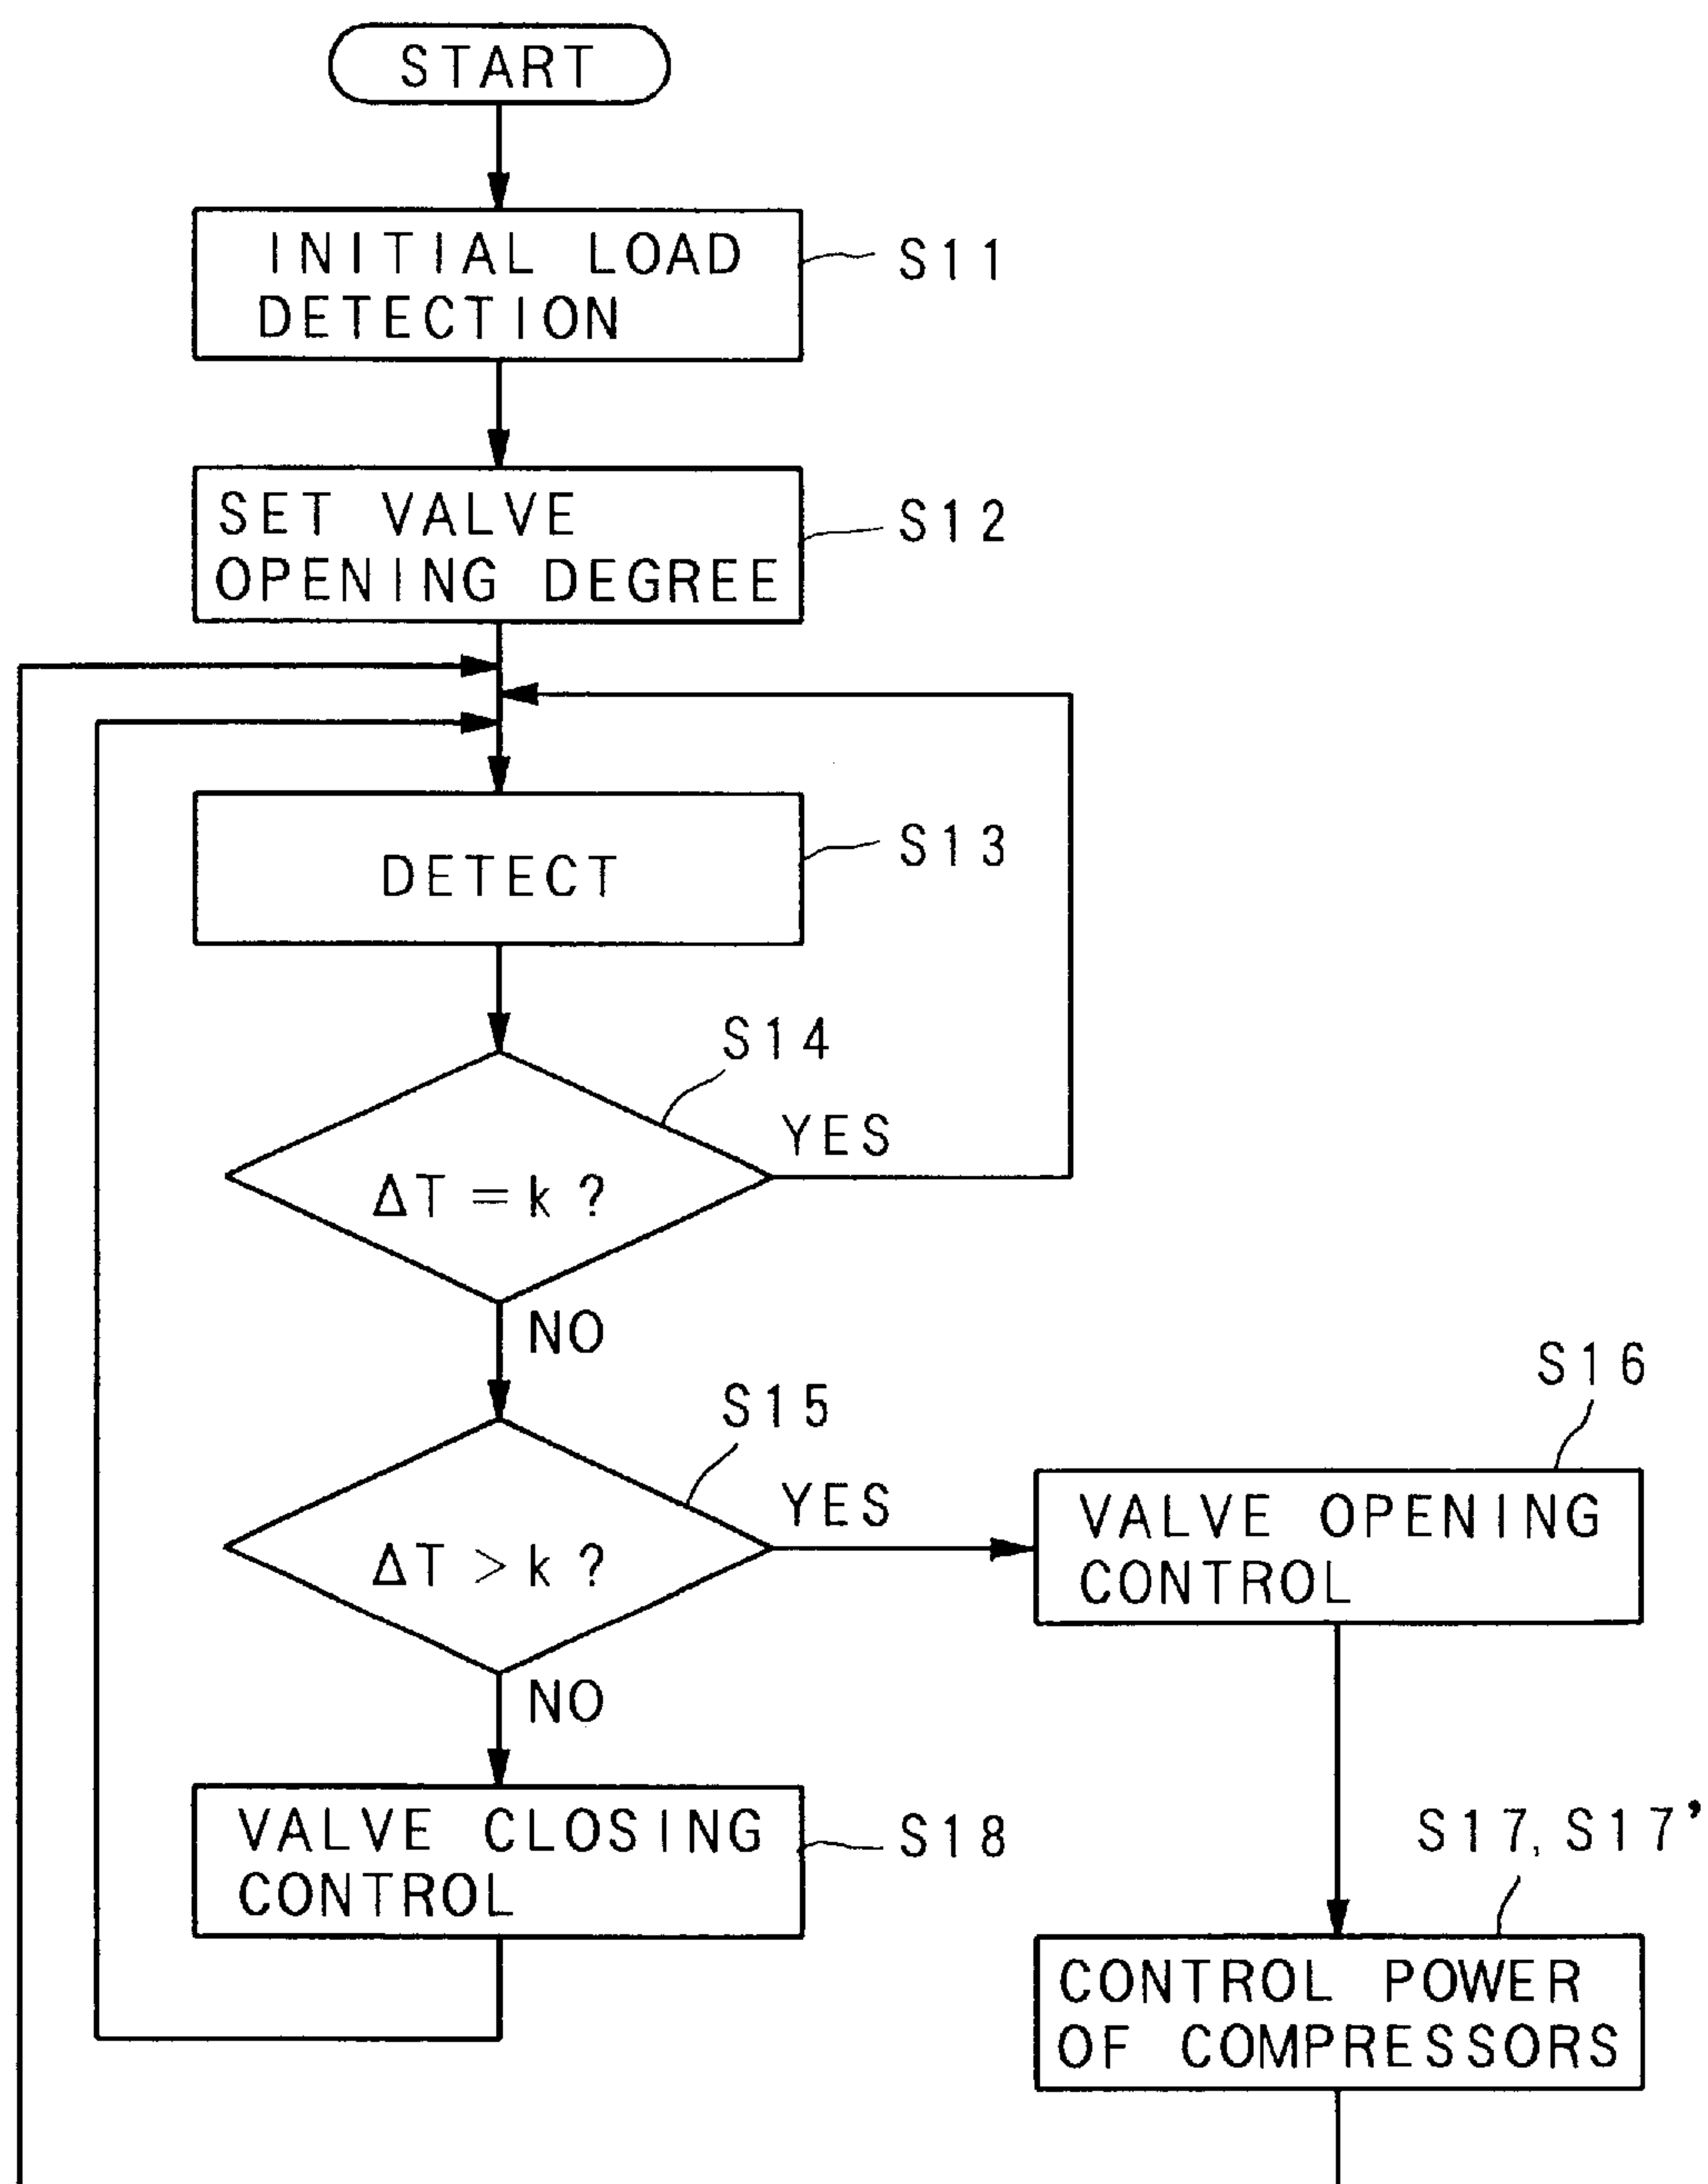 START
INITIAL LOAD
DETECTION
S11
SET VALVE
OPENING DEGREE
S12
DETECT
S13
S14
YES
ΔT = k ?
NO
S15
YES
ΔT > k ?
NO
S16
VALVE OPENING
CONTROL
VALVE CLOSING
CONTROL
S18
S17, S17'
CONTROL POWER
OF COMPRESSORS